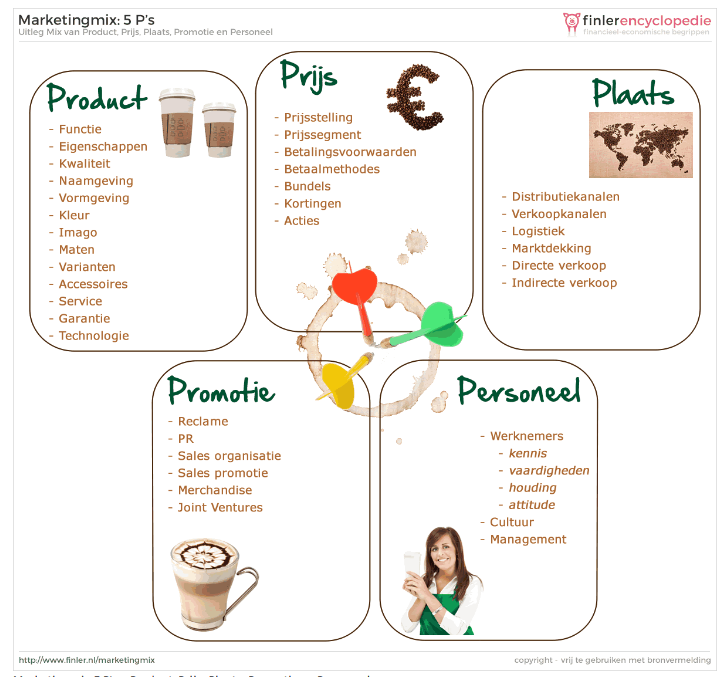 Marketingmix: 5 P's
Uitleg Mix van Product, Prijs, Plaats, Promotie en Personeel
finlerencyclopedie
financieel-economische begrippen
Product
- Functie
- Eigenschappen
- Kwaliteit
- Naamgeving
- Vormgeving
- Kleur
- Imago
- Maten
- Varianten
- Accessoires
- Service
- Garantie
- Technologie
Prijs
- Prijsstelling
- Prijssegment
- Betalingsvoorwaarden
- Betaalmethodes
- Bundels
- Kortingen
- Acties
Plaats
- Distributiekanalen
- Verkoopkanalen
- Logistiek
- Marktdekking
- Directe verkoop
- Indirecte verkoop
Promotie
- Reclame
- PR
- Sales organisatie
- Sales promotie
- Merchandise
- Joint Ventures
Personeel
- Werknemers
- kennis
- vaardigheden
- houding
- attitude
- Cultuur
- Management
http://www.finler.nl/marketingmix
copyright - vrij te gebruiken met bronvermelding